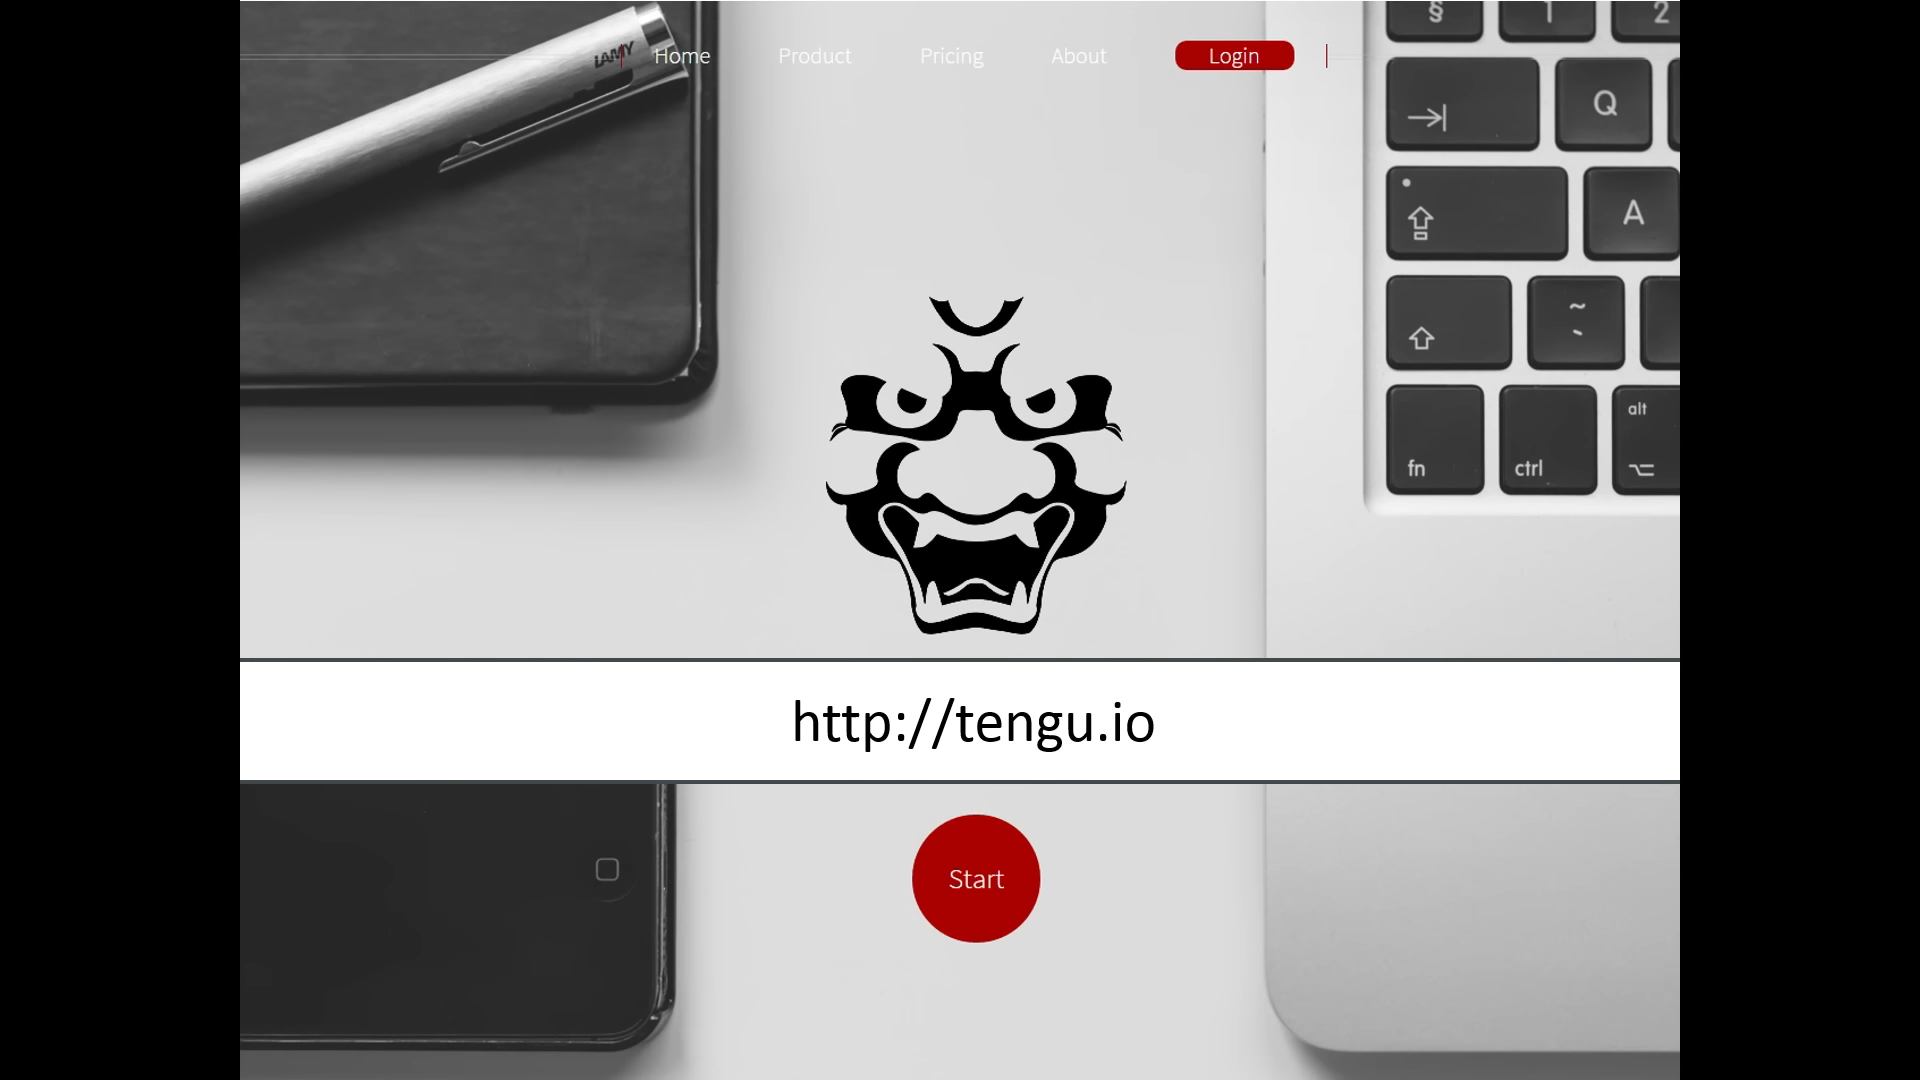 LAMY
Home Product Pricing About Login
http://tengu.io
Start
§ 1 2
Q
A
~
`
alt
fn ctrl